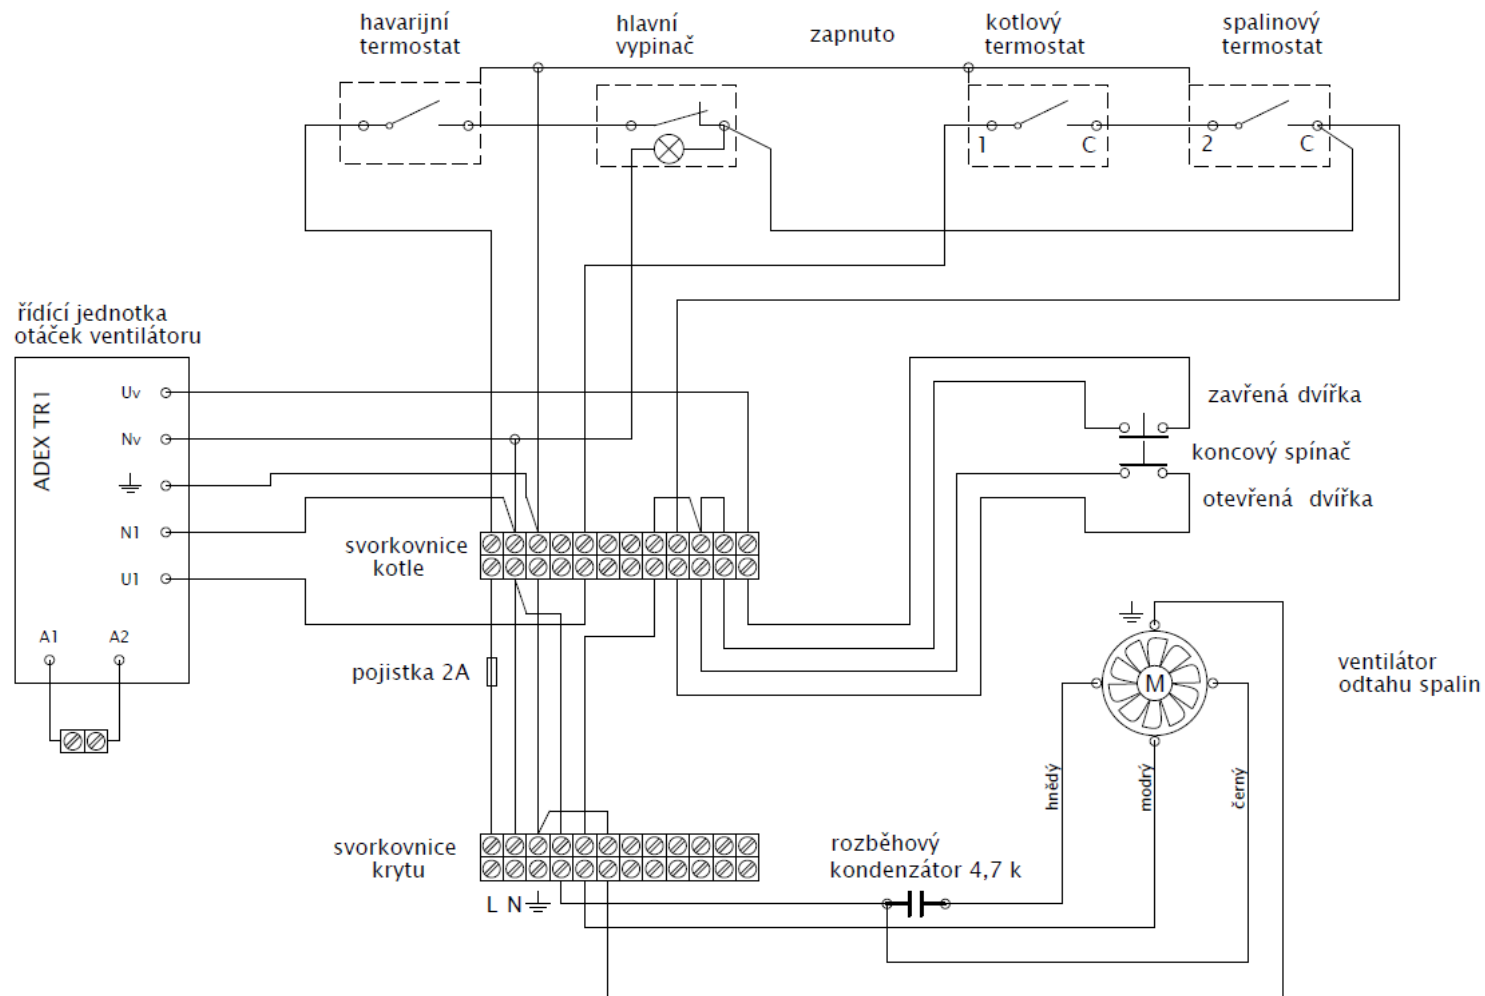 havarijní
termostat
hlavní
vypinač
zapnuto
kotlový
termostat
spalinový
termostat
1
C
2
C
řídící jednotka
otáček ventilátoru
ADEX TR1
Uv
Nv
N1
U1
A1
A2
zavřená dvířka
koncový spínač
otevřená dvířka
svorkovnice
kotle
pojistka 2A
M
ventilátor
odtahu spalin
hnědý
modrý
černý
svorkovnice
krytu
L N
rozběhový
kondenzátor 4,7 k